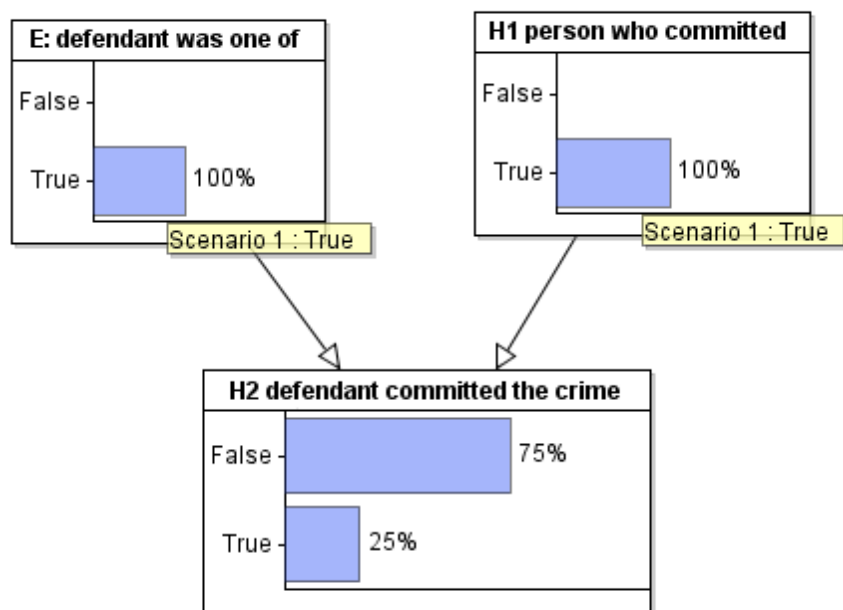 E: defendant was one of
False
True
100%
Scenario 1 : True
H1 person who committed
False
True
100%
Scenario 1 : True
H2 defendant committed the crime
False
75%
True
25%